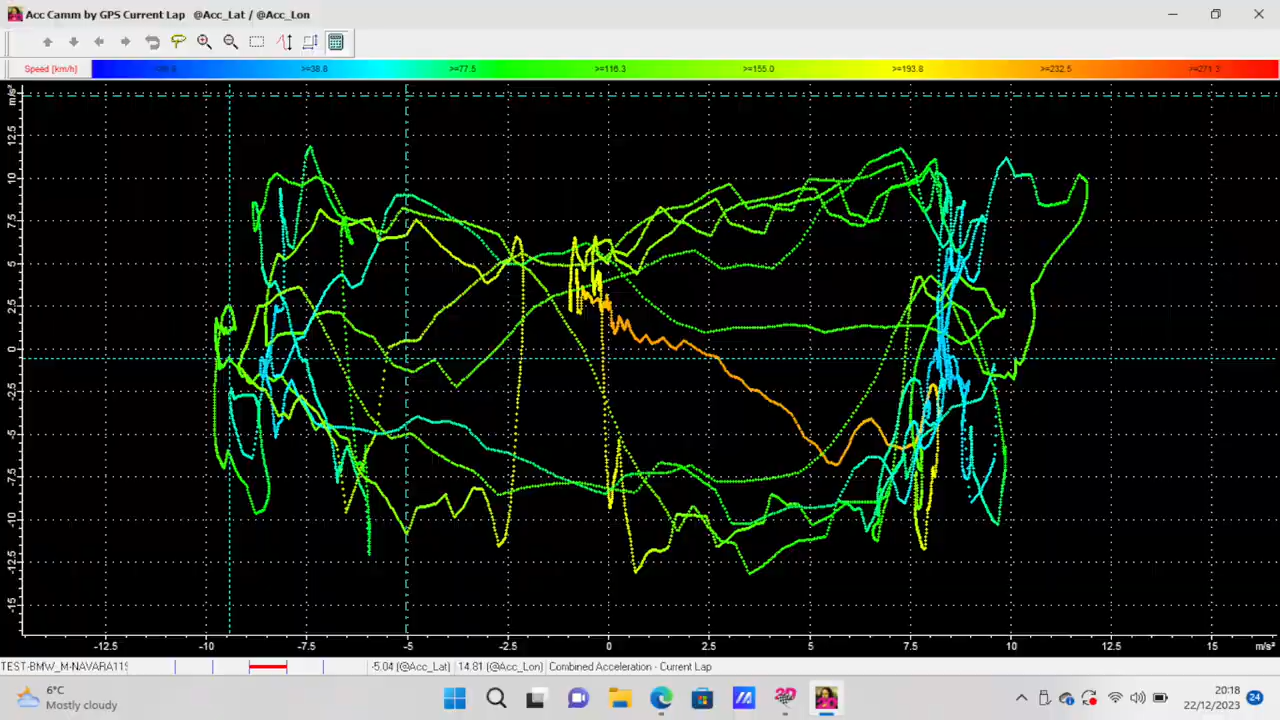 Acc Camm by GPS Current Lap @Acc_Lat / @Acc_Lon
Speed [km/h] >=38.8 >=77.5 >=116.3 >=155.0 >=193.8 >=232.5 >=271.3
m/s²
12.5
10
7.5
5
2.5
0
-2.5
-5
-7.5
-10
-12.5
-15
-12.5 -10 -7.5 -5 -2.5 0 2.5 5 7.5 10 12.5 15 m/s²
TEST-BMW_M-NAVARA11S -5.04 (@Acc_Lat) 14.81 (@Acc_Lon) Combined Acceleration - Current Lap
6°C
Mostly cloudy
20:18
22/12/2023
24